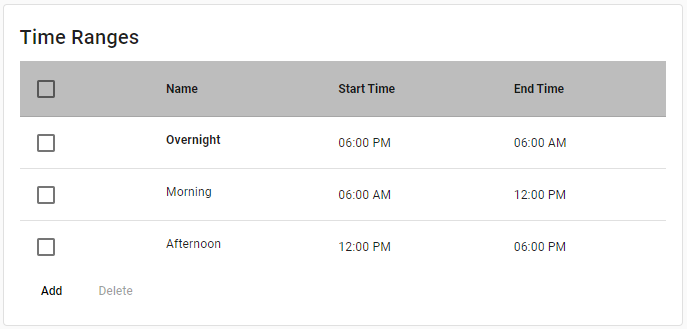 Time Ranges
Name Start Time End Time
Overnight 06:00 PM 06:00 AM
Morning 06:00 AM 12:00 PM
Afternoon 12:00 PM 06:00 PM
Add Delete